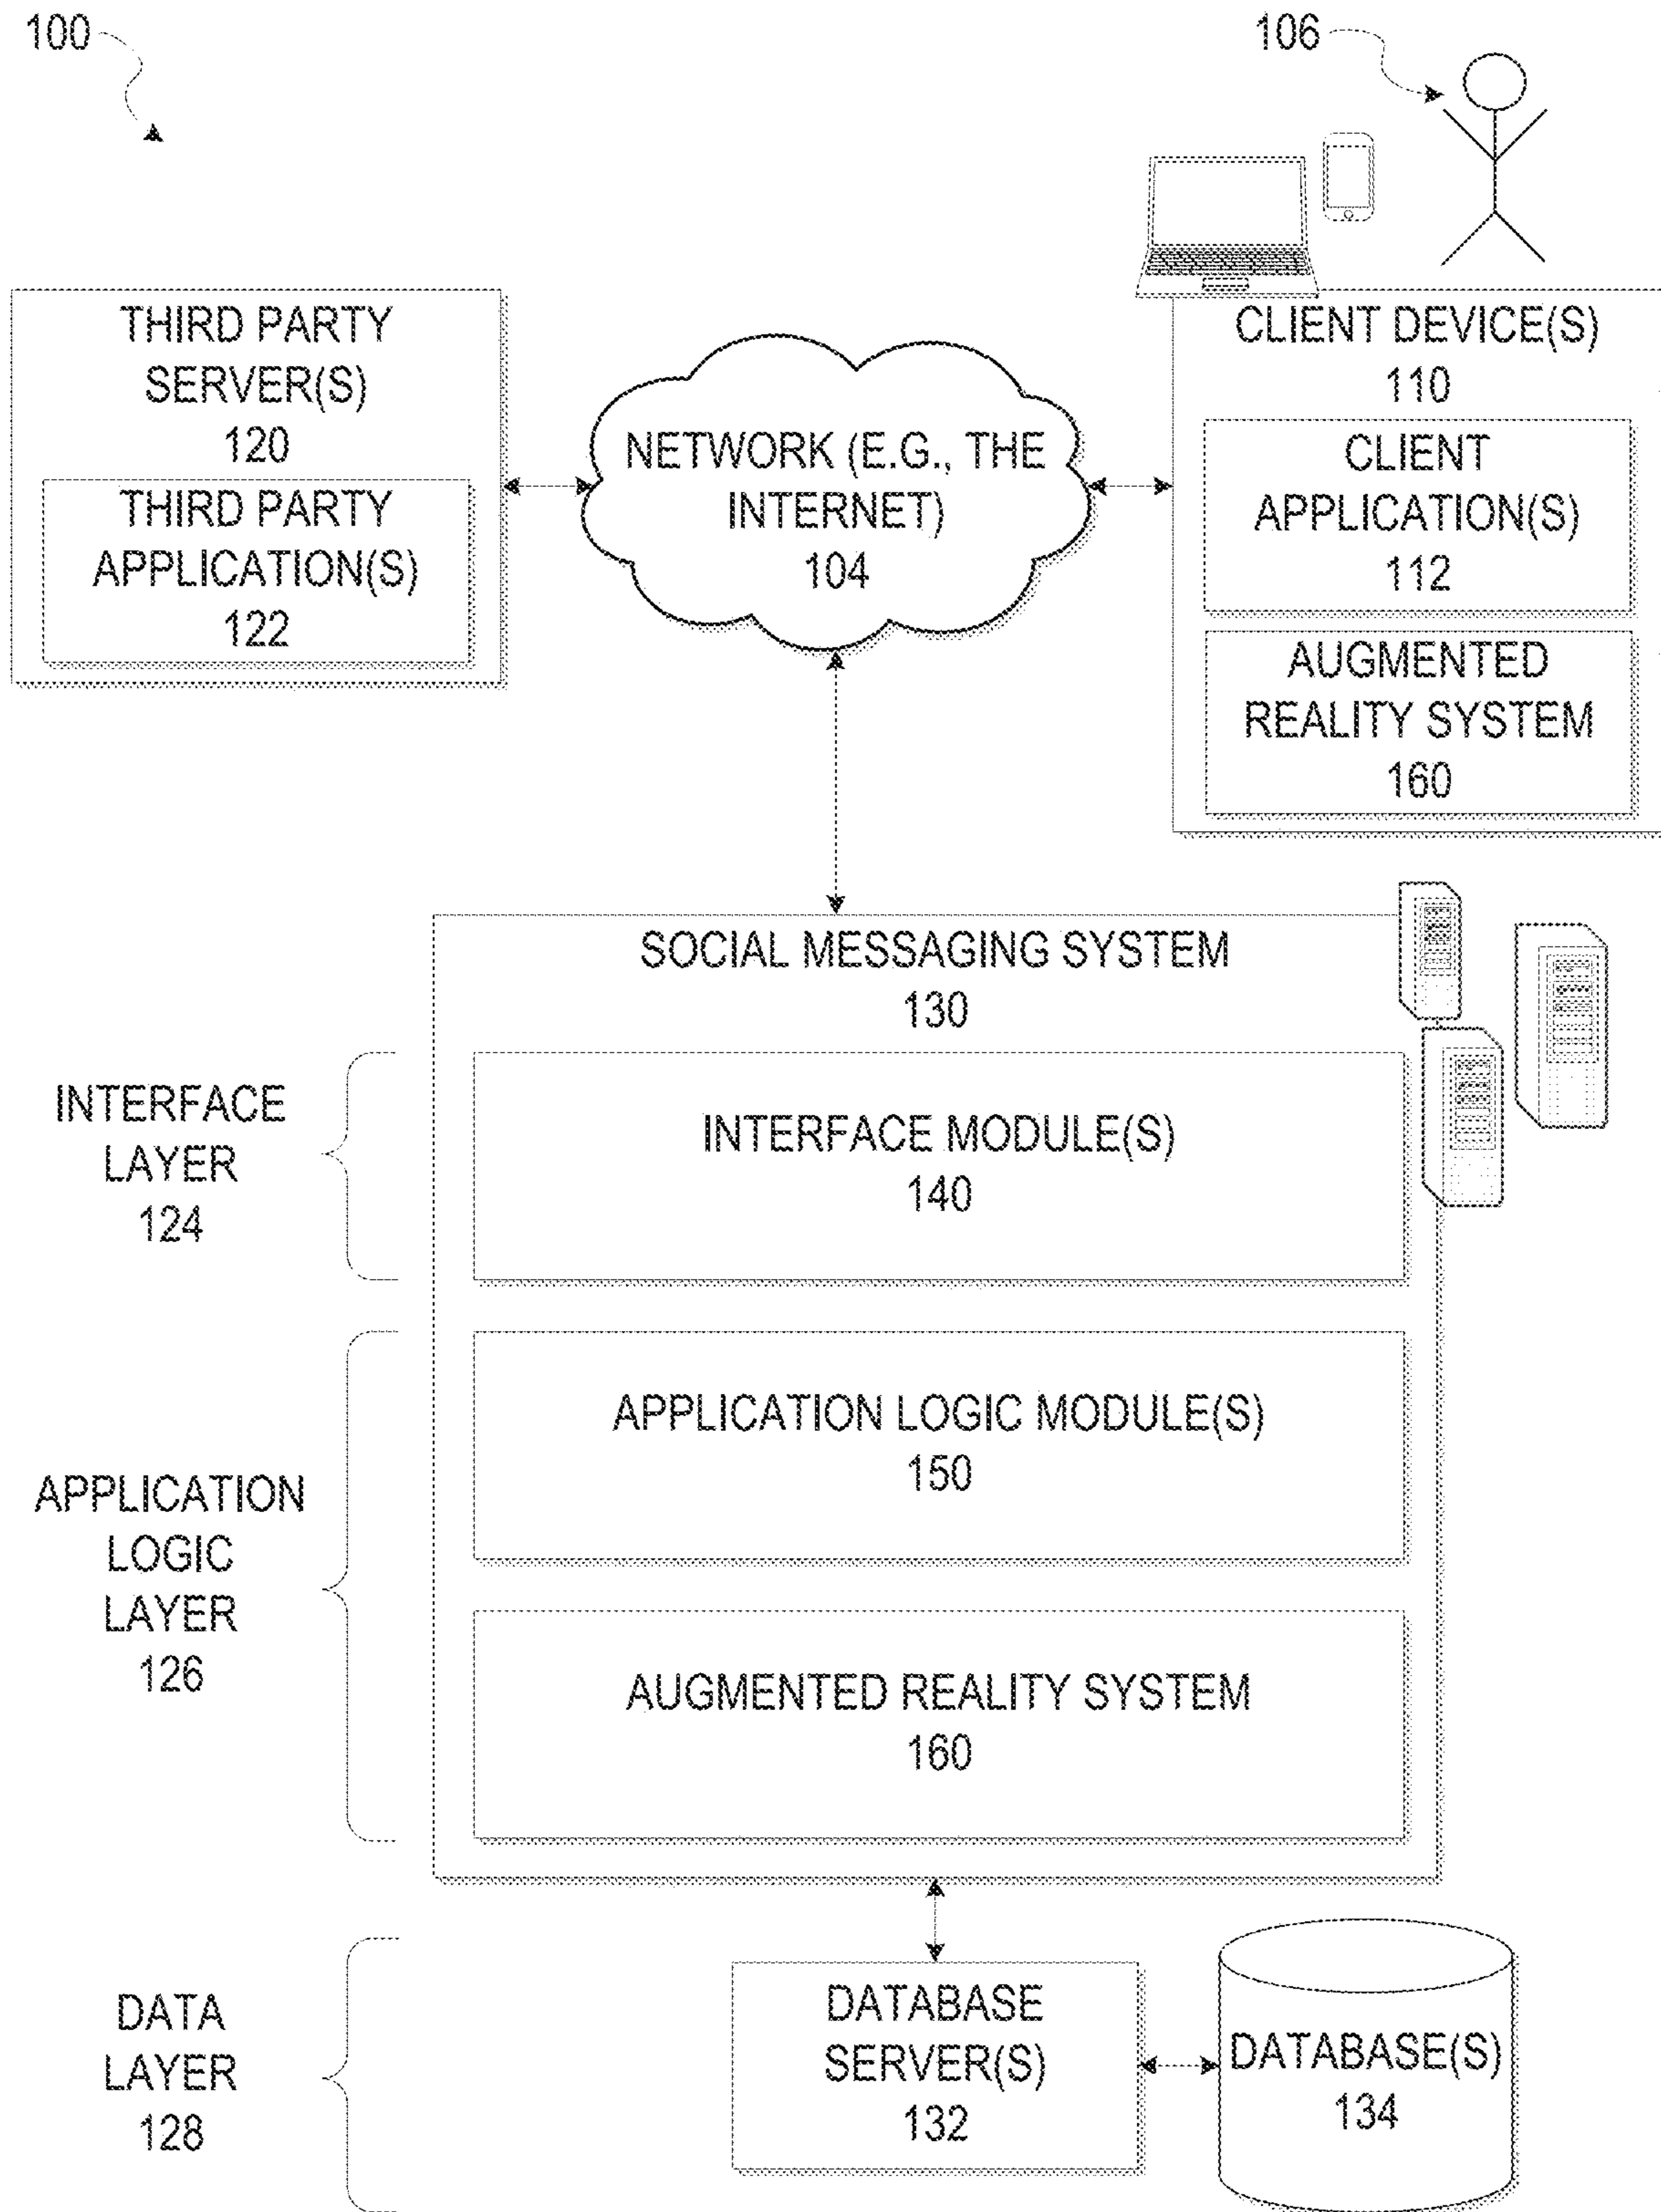 100
106
THIRD PARTY
SERVER(S)
120
THIRD PARTY
APPLICATION(S)
122
NETWORK (E.G., THE
INTERNET)
104
CLIENT DEVICE(S)
110
CLIENT
APPLICATION(S)
112
AUGMENTED
REALITY SYSTEM
160
SOCIAL MESSAGING SYSTEM
130
INTERFACE
LAYER
124
INTERFACE MODULE(S)
140
APPLICATION
LOGIC
LAYER
126
APPLICATION LOGIC MODULE(S)
150
AUGMENTED REALITY SYSTEM
160
DATA
LAYER
128
DATABASE
SERVER(S)
132
DATABASE(S)
134